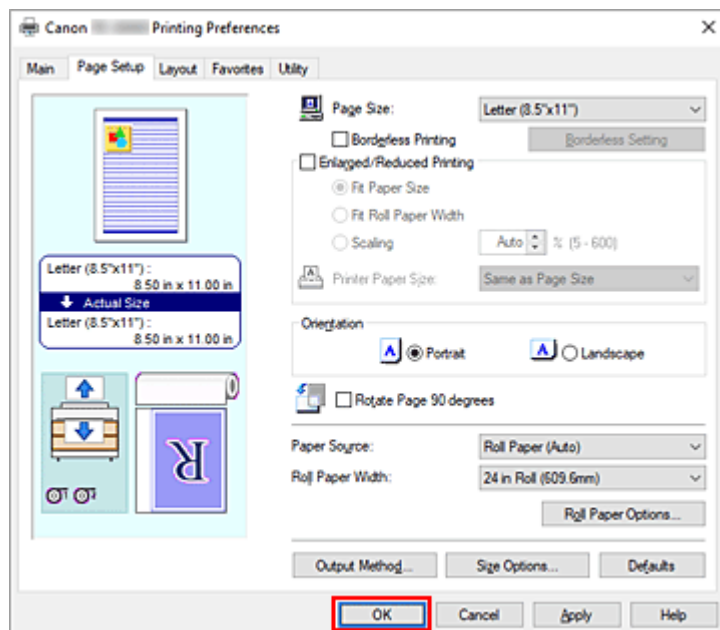 Canon Printing Preferences
Main Page Setup Layout Favorites Utility
Page Size: Letter (8.5"x11")
Borderless Printing Borderless Setting
Enlarged/Reduced Printing
Fit Paper Size
Fit Roll Paper Width
Scaling Auto % (5 - 600)
Printer Paper Size: Same as Page Size
Letter (8.5"x11") :
8.50 in x 11.00 in
Actual Size
Letter (8.5"x11") :
8.50 in x 11.00 in
Orientation
A Portrait A Landscape
Rotate Page 90 degrees
R
Paper Source: Roll Paper (Auto)
Roll Paper Width: 24 in Roll (609.6mm)
Roll Paper Options...
Output Method... Size Options... Defaults
OK Cancel Apply Help